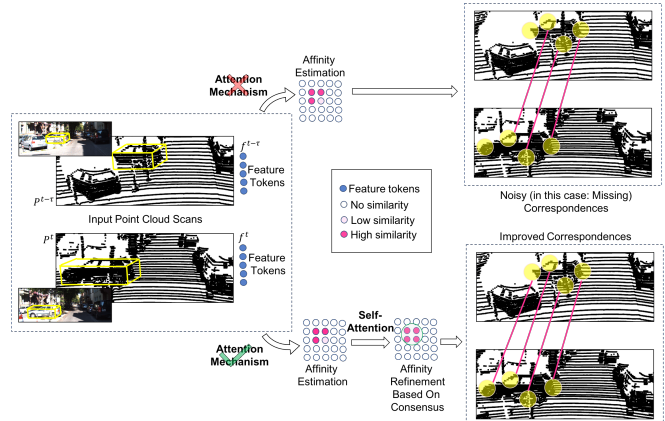 Attention
Mechanism
Affinity
Estimation
f^{t-τ}
Feature
Tokens
P^{t-τ}
Input Point Cloud Scans
P^t
f^t
Feature
Tokens
Feature tokens
No similarity
Low similarity
High similarity
Noisy (in this case: Missing)
Correspondences
Improved Correspondences
Attention
Mechanism
Affinity
Estimation
Self-
Attention
Affinity
Refinement
Based On
Consensus